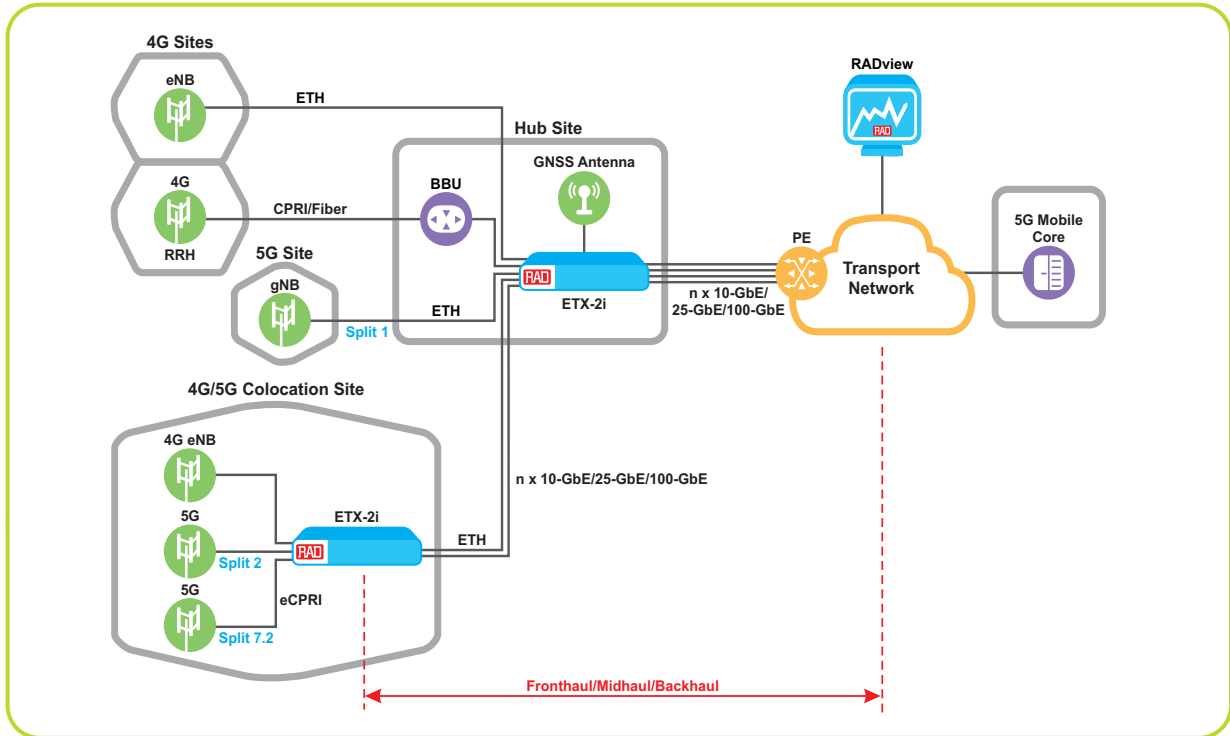 4G Sites
eNB
ETH
RADview
RAD
Hub Site
GNSS Antenna
4G
BBU
CPRI/Fiber
RRH
5G Mobile
Core
PE
5G Site
gNB
ETH
Split 1
RAD
ETX-2i
n x 10-GbE/
25-GbE/100-GbE
Transport
Network
4G/5G Colocation Site
4G eNB
n x 10-GbE/25-GbE/100-GbE
5G
Split 2
ETX-2i
RAD
ETH
5G
eCPRI
Split 7.2
Fronthaul/Midhaul/Backhaul